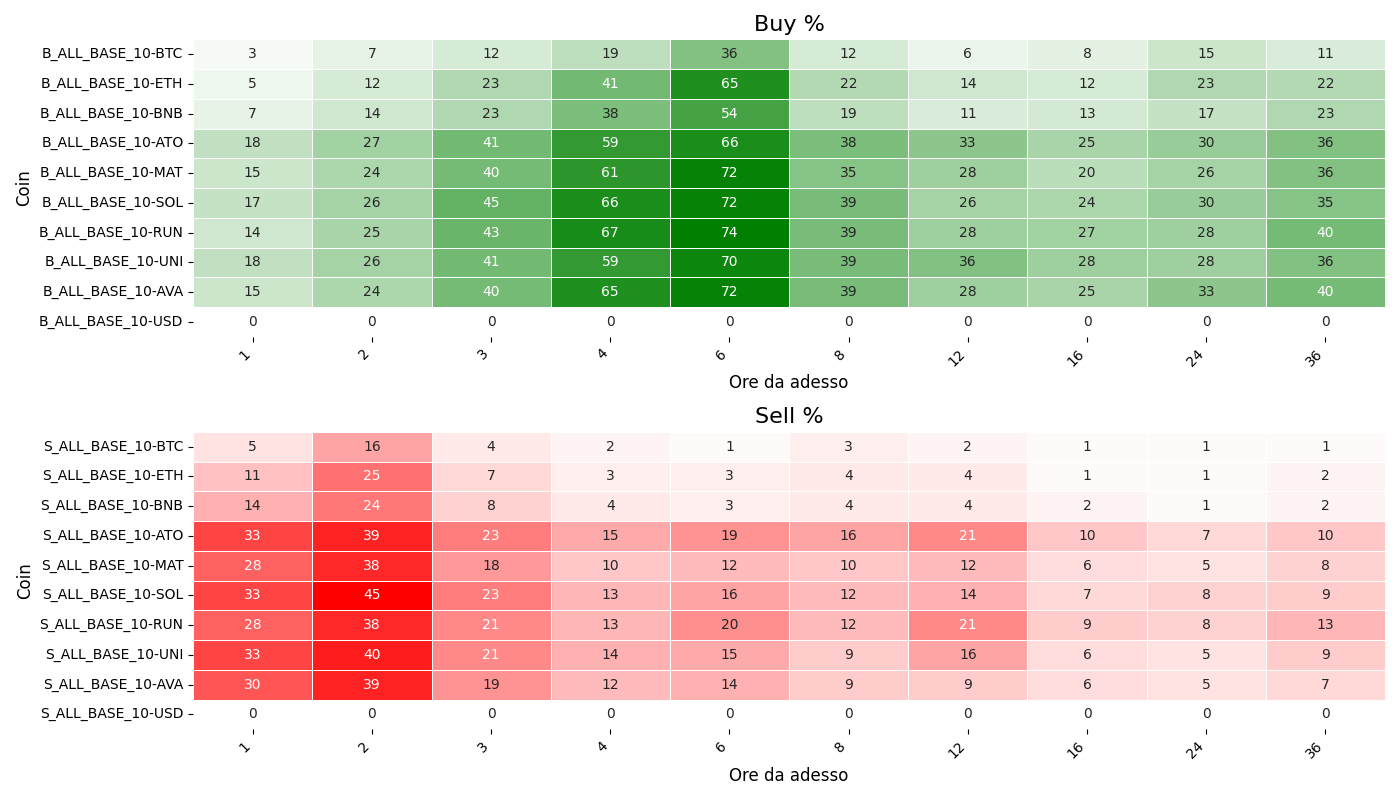 Buy %
Coin
B_ALL_BASE_10-BTC 3 7 12 19 36 12 6 8 15 11
B_ALL_BASE_10-ETH 5 12 23 41 65 22 14 12 23 22
B_ALL_BASE_10-BNB 7 14 23 38 54 19 11 13 17 23
B_ALL_BASE_10-ATO 18 27 41 59 66 38 33 25 30 36
B_ALL_BASE_10-MAT 15 24 40 61 72 35 28 20 26 36
B_ALL_BASE_10-SOL 17 26 45 66 72 39 26 24 30 35
B_ALL_BASE_10-RUN 14 25 43 67 74 39 28 27 28 40
B_ALL_BASE_10-UNI 18 26 41 59 70 39 36 28 28 36
B_ALL_BASE_10-AVA 15 24 40 65 72 39 28 25 33 40
B_ALL_BASE_10-USD 0 0 0 0 0 0 0 0 0 0
1 2 3 4 6 8 12 16 24 36
Ore da adesso
Sell %
Coin
S_ALL_BASE_10-BTC 5 16 4 2 1 3 2 1 1 1
S_ALL_BASE_10-ETH 11 25 7 3 3 4 4 1 1 2
S_ALL_BASE_10-BNB 14 24 8 4 3 4 4 2 1 2
S_ALL_BASE_10-ATO 33 39 23 15 19 16 21 10 7 10
S_ALL_BASE_10-MAT 28 38 18 10 12 10 12 6 5 8
S_ALL_BASE_10-SOL 33 45 23 13 16 12 14 7 8 9
S_ALL_BASE_10-RUN 28 38 21 13 20 12 21 9 8 13
S_ALL_BASE_10-UNI 33 40 21 14 15 9 16 6 5 9
S_ALL_BASE_10-AVA 30 39 19 12 14 9 9 6 5 7
S_ALL_BASE_10-USD 0 0 0 0 0 0 0 0 0 0
1 2 3 4 6 8 12 16 24 36
Ore da adesso